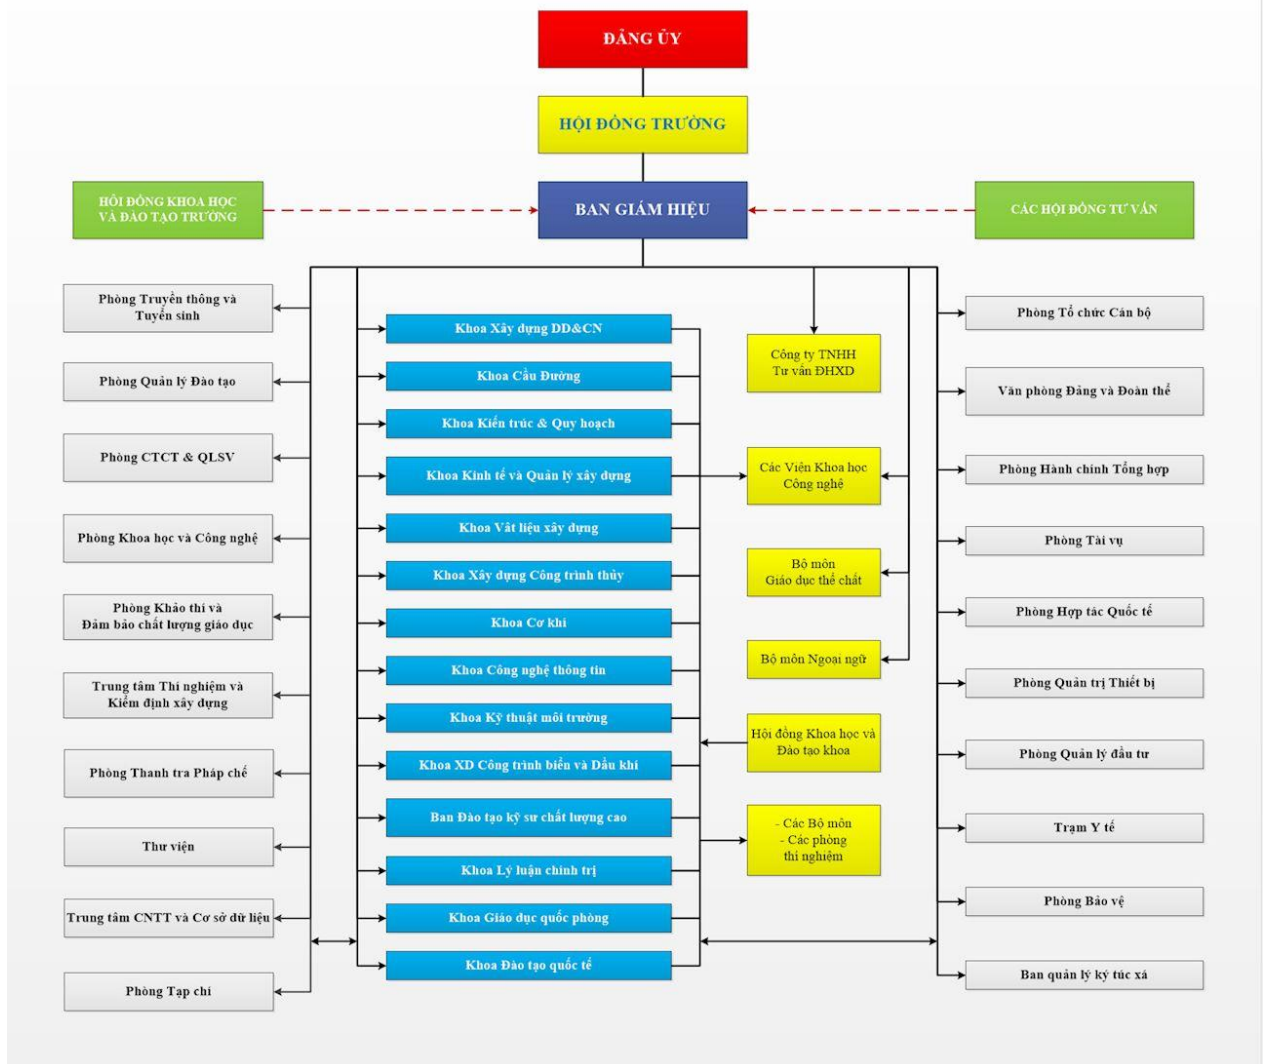 ĐẢNG ỦY
HỘI ĐỒNG TRƯỜNG
HỘI ĐỒNG KHOA HỌC
VÀ ĐÀO TẠO TRƯỜNG
BAN GIÁM HIỆU
CÁC HỘI ĐỒNG TƯ VẤN
Phòng Truyền thông và
Tuyển sinh
Phòng Quản lý Đào tạo
Phòng CTCT & QLSV
Phòng Khoa học và Công nghệ
Phòng Khảo thí và
Đảm bảo chất lượng giáo dục
Trung tâm Thí nghiệm và
Kiểm định xây dựng
Phòng Thanh tra Pháp chế
Thư viện
Trung tâm CNTT và Cơ sở dữ liệu
Phòng Tạp chí
Khoa Xây dựng DD&CN
Khoa Cầu Đường
Khoa Kiến trúc & Quy hoạch
Khoa Kinh tế và Quản lý xây dựng
Khoa Vât liệu xây dựng
Khoa Xây dựng Công trình thủy
Khoa Cơ khí
Khoa Công nghệ thông tin
Khoa Kỹ thuật môi trường
Khoa XD Công trình biển và Dầu khí
Ban Đào tạo kỹ sư chất lượng cao
Khoa Lý luận chính trị
Khoa Giáo dục quốc phòng
Khoa Đào tạo quốc tế
Công ty TNHH
Tư vấn ĐHXD
Các Viện Khoa học
Công nghệ
Bộ môn
Giáo dục thể chất
Bộ môn Ngoại ngữ
Hội đồng Khoa học và
Đào tạo khoa
- Các Bộ môn
- Các phòng
thí nghiệm
Phòng Tổ chức Cán bộ
Văn phòng Đảng và Đoàn thể
Phòng Hành chính Tổng hợp
Phòng Tài vụ
Phòng Hợp tác Quốc tế
Phòng Quản trị Thiết bị
Phòng Quản lý đầu tư
Trạm Y tế
Phòng Bảo vệ
Ban quản lý ký túc xá